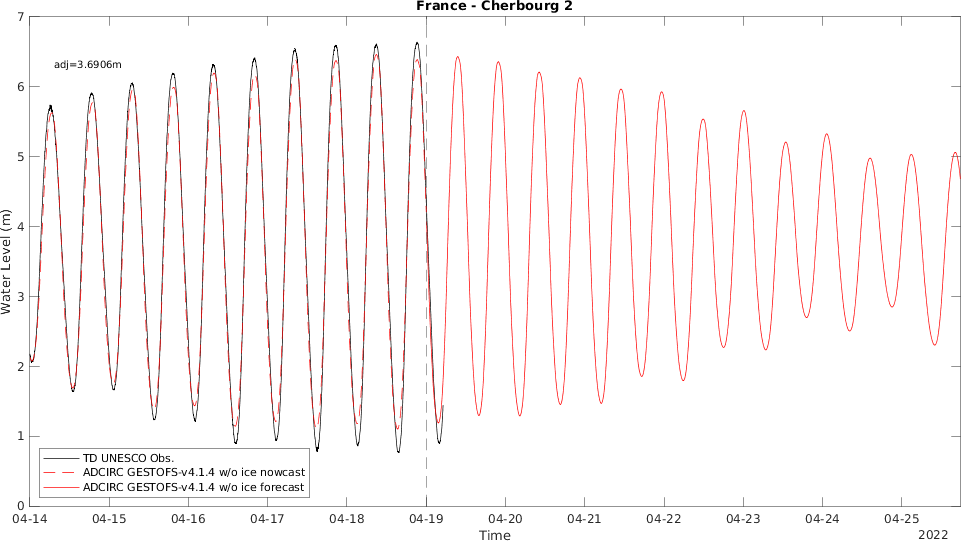 France - Cherbourg 2
7
adj=3.6906m
6
5
4
3
2
1
0
Water Level (m)
TD UNESCO Obs.
ADCIRC GESTOFS-v4.1.4 w/o ice nowcast
ADCIRC GESTOFS-v4.1.4 w/o ice forecast
04-14 04-15 04-16 04-17 04-18 04-19 04-20 04-21 04-22 04-23 04-24 04-25
Time
2022